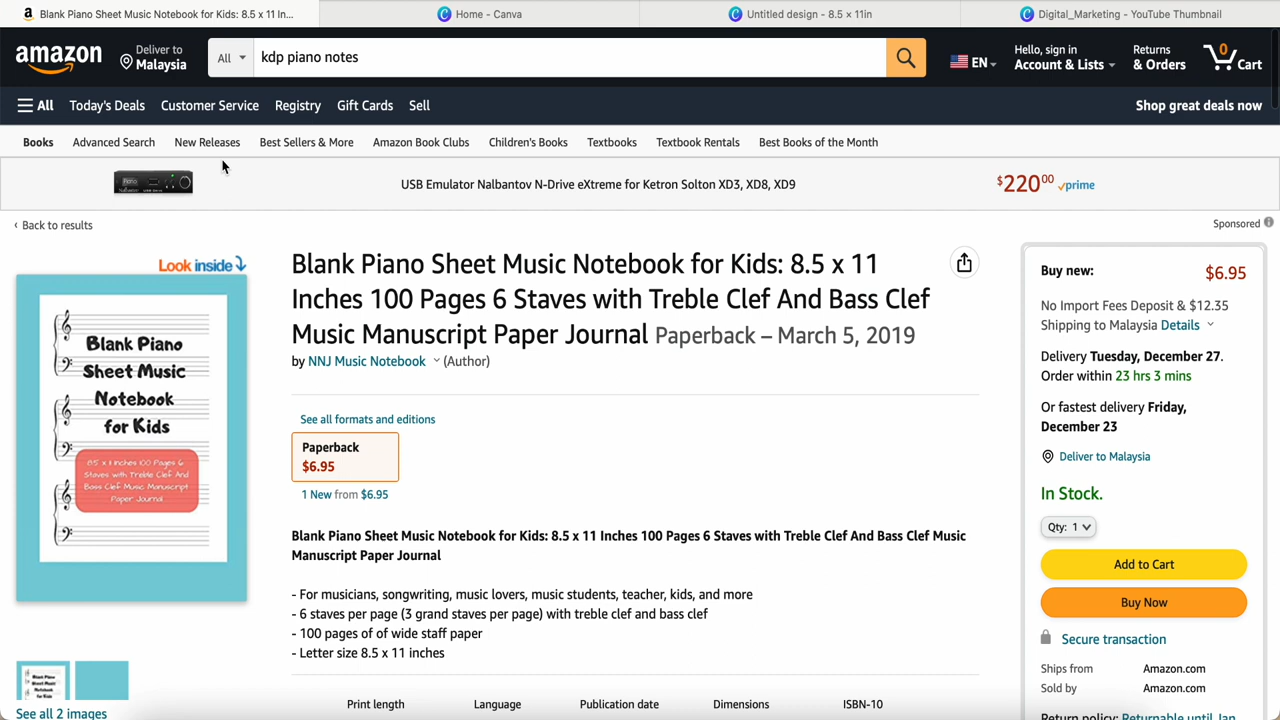 Blank Piano Sheet Music Notebook for Kids: 8.5 x 11 In...
Home - Canva
Untitled design - 8.5 × 11in
Digital_Marketing - YouTube Thumbnail
amazon
Deliver to
Malaysia
All
kdp piano notes
EN
Hello, sign in
Account & Lists
Returns
& Orders
0
Cart
All
Today's Deals
Customer Service
Registry
Gift Cards
Sell
Shop great deals now
Books
Advanced Search
New Releases
Best Sellers & More
Amazon Book Clubs
Children's Books
Textbooks
Textbook Rentals
Best Books of the Month
USB Emulator Nalbantov N-Drive eXtreme for Ketron Solton XD3, XD8, XD9
$22000
prime
‹ Back to results
Sponsored
Look inside
Blank Piano
Sheet Music
Notebook
for Kids
8.5 x 11 Inches 100 Pages 6
Staves with Treble Clef And
Bass Clef Music Manuscript
Paper Journal
See all 2 images
Blank Piano Sheet Music Notebook for Kids: 8.5 x 11
Inches 100 Pages 6 Staves with Treble Clef And Bass Clef
Music Manuscript Paper Journal Paperback – March 5, 2019
by NNJ Music Notebook (Author)
See all formats and editions
Paperback
$6.95
1 New from $6.95
Blank Piano Sheet Music Notebook for Kids: 8.5 x 11 Inches 100 Pages 6 Staves with Treble Clef And Bass Clef Music
Manuscript Paper Journal
- For musicians, songwriting, music lovers, music students, teacher, kids, and more
- 6 staves per page (3 grand staves per page) with treble clef and bass clef
- 100 pages of of wide staff paper
- Letter size 8.5 x 11 inches
Print length
Language
Publication date
Dimensions
ISBN-10
Buy new:
$6.95
No Import Fees Deposit & $12.35
Shipping to Malaysia Details
Delivery Tuesday, December 27.
Order within 23 hrs 3 mins
Or fastest delivery Friday,
December 23
Deliver to Malaysia
In Stock.
Qty: 1
Add to Cart
Buy Now
Secure transaction
Ships from
Amazon.com
Sold by
Amazon.com
Return policy: Returnable until Jan